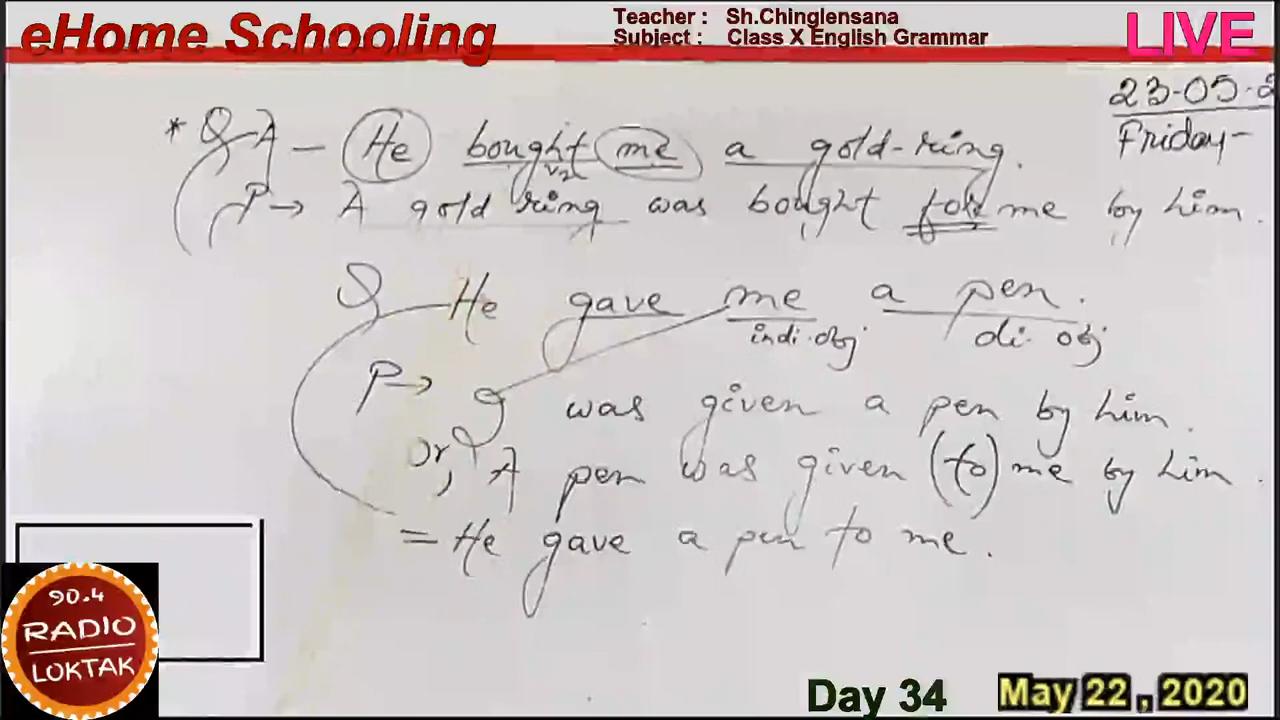 eHome Schooling
Teacher : Sh.Chinglensana
Subject : Class X English Grammar
LIVE
23-05-2
Friday-
* Q-A - He bought me a gold-ring.
V2
P → A gold ring was bought for me by him.
Q - He gave me a pen.
indi.obj di. obj
P → I was given a pen by him.
Or, A pen was given (to) me by him.
= He gave a pen to me.
90.4
RADIO
LOKTAK
Day 34
May 22 , 2020